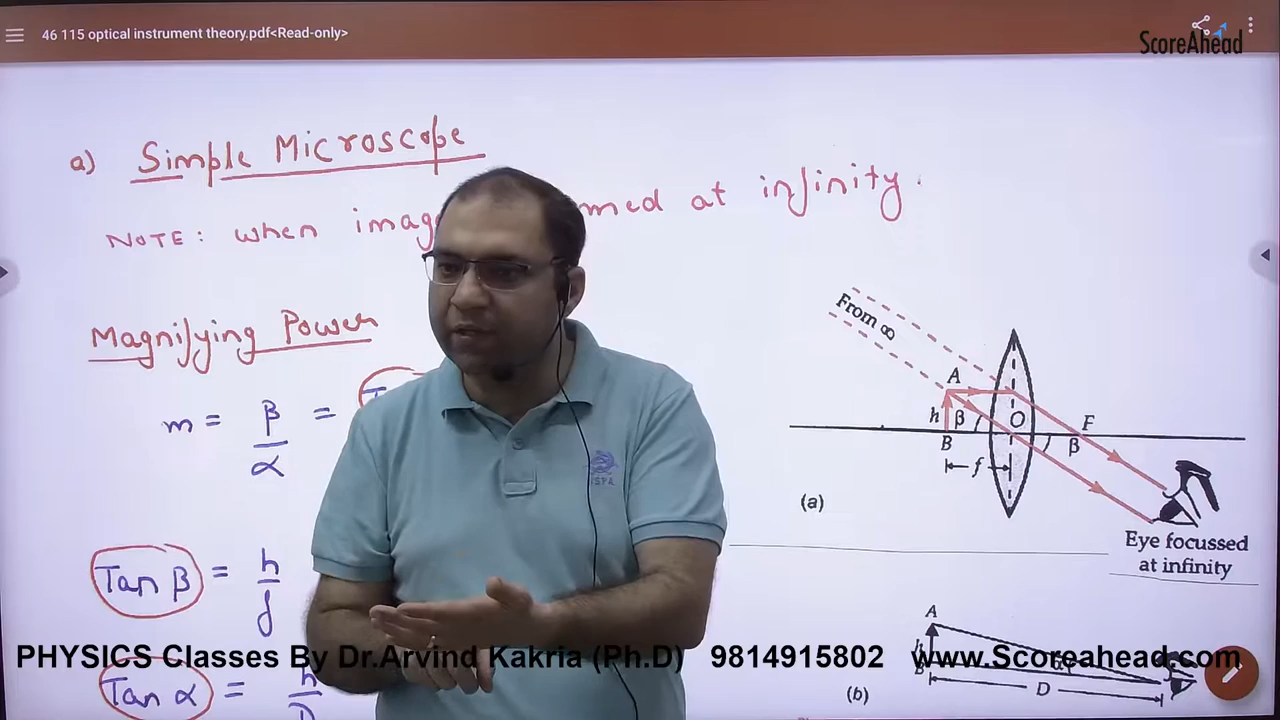 46 115 optical instrument theory.pdf<Read-only>
ScoreAhead
a) Simple Microscope
NOTE: when image formed at infinity.
Magnifying Power
m = β/α =
Tan β = h/f
Tan α = h/D
From ∞
A
h β O F
B β
f
(a)
Eye focussed
at infinity
A
h
B
D
(b)
PHYSICS Classes By Dr.Arvind Kakria (Ph.D) 9814915802 www.Scoreahead.com